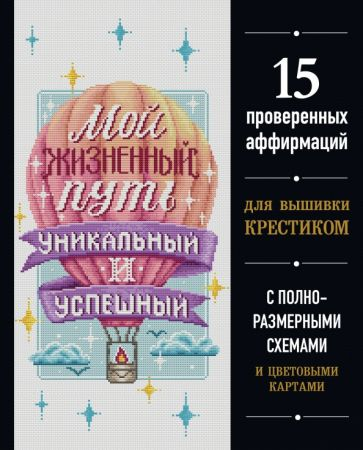 Мой
жизненный
путь
уникальный
и
успешный
15
проверенных
аффирмаций
для вышивки
крестиком
с полно-
размерными
схемами
и цветовыми
картами